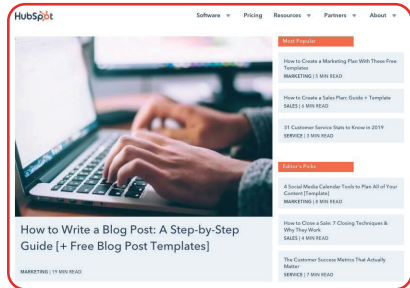 HubSpot
Software Pricing Resources Partners About
How to Write a Blog Post: A Step-by-Step
Guide [+ Free Blog Post Templates]
MARKETING | 19 MIN READ
Most Popular
How to Create a Marketing Plan With These Free
Templates
MARKETING | 5 MIN READ
How to Create a Sales Plan: Guide + Template
SALES | 6 MIN READ
31 Customer Service Stats to Know in 2019
SERVICE | 3 MIN READ
Editor's Picks
4 Social Media Calendar Tools to Plan All of Your
Content [Template]
MARKETING | 8 MIN READ
How to Close a Sale: 7 Closing Techniques &
Why They Work
SALES | 4 MIN READ
The Customer Success Metrics That Actually
Matter
SERVICE | 7 MIN READ